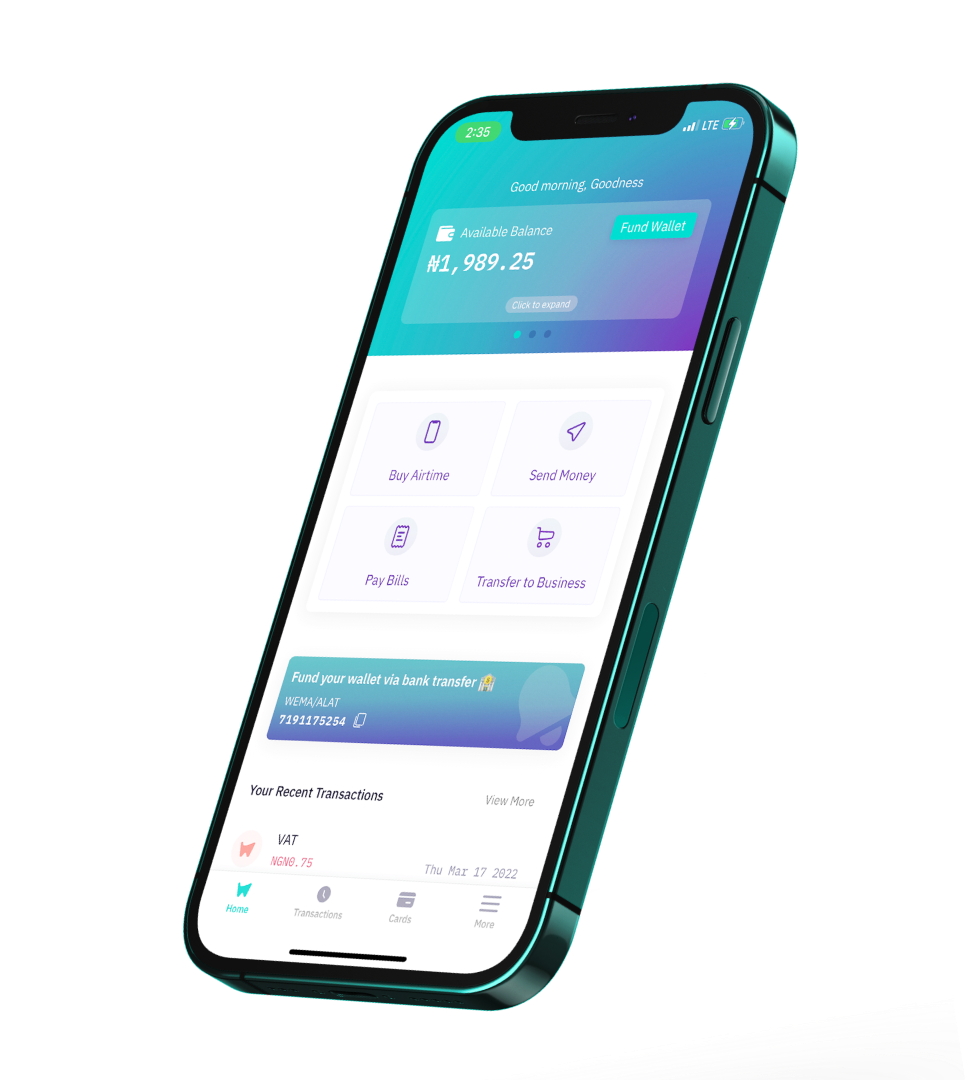 2:35
LTE
Good morning, Goodness
Available Balance
Fund Wallet
₦1,989.25
Click to expand
Buy Airtime
Send Money
Pay Bills
Transfer to Business
Fund your wallet via bank transfer 🏦
WEMA/ALAT
7191175254
Your Recent Transactions
View More
VAT
NGN0.75
Thu Mar 17 2022
Home
Transactions
Cards
More